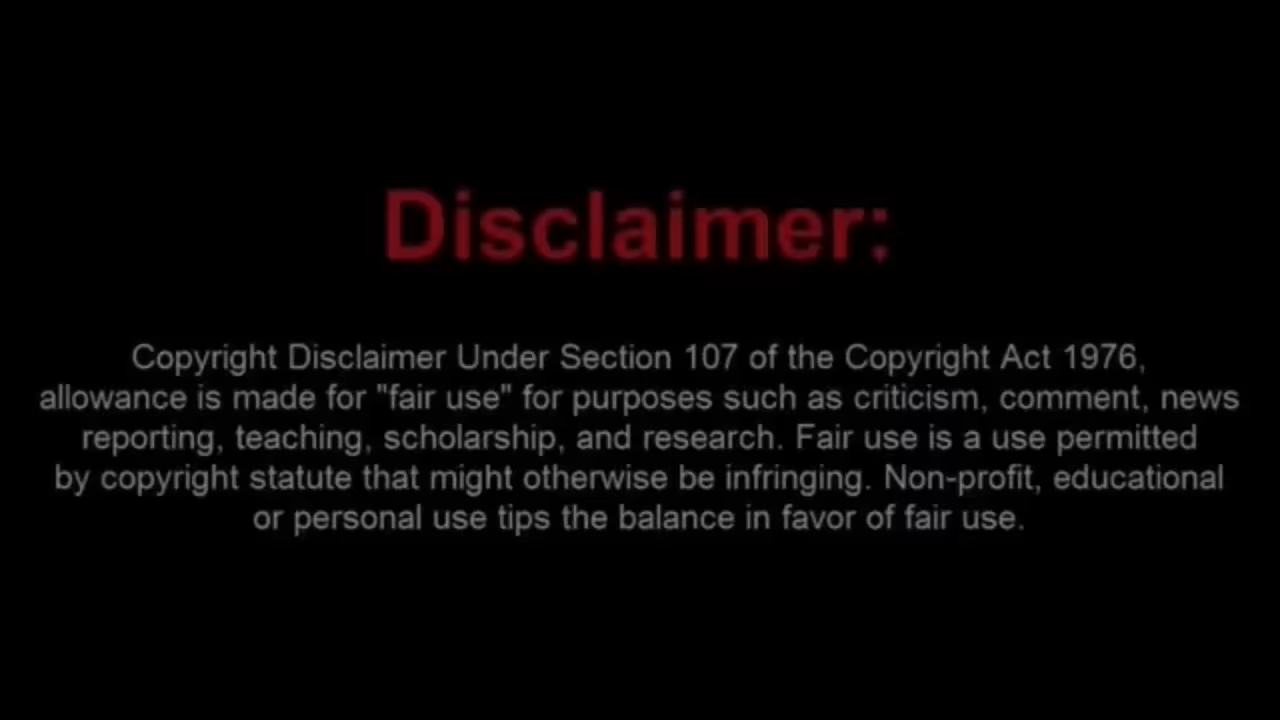 Disclaimer:
Copyright Disclaimer Under Section 107 of the Copyright Act 1976,
allowance is made for "fair use" for purposes such as criticism, comment, news
reporting, teaching, scholarship, and research. Fair use is a use permitted
by copyright statute that might otherwise be infringing. Non-profit, educational
or personal use tips the balance in favor of fair use.